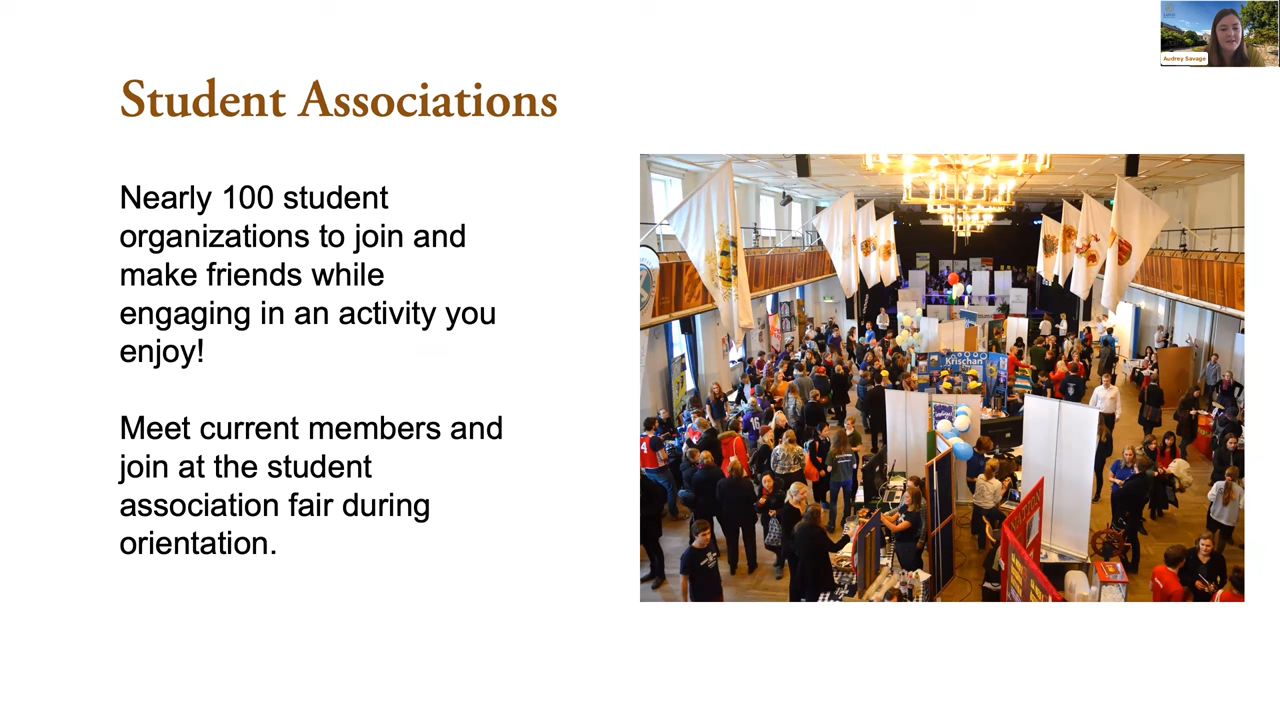 Student Associations
Nearly 100 student
organizations to join and
make friends while
engaging in an activity you
enjoy!
Meet current members and
join at the student
association fair during
orientation.
Audrey Savage
Krischan